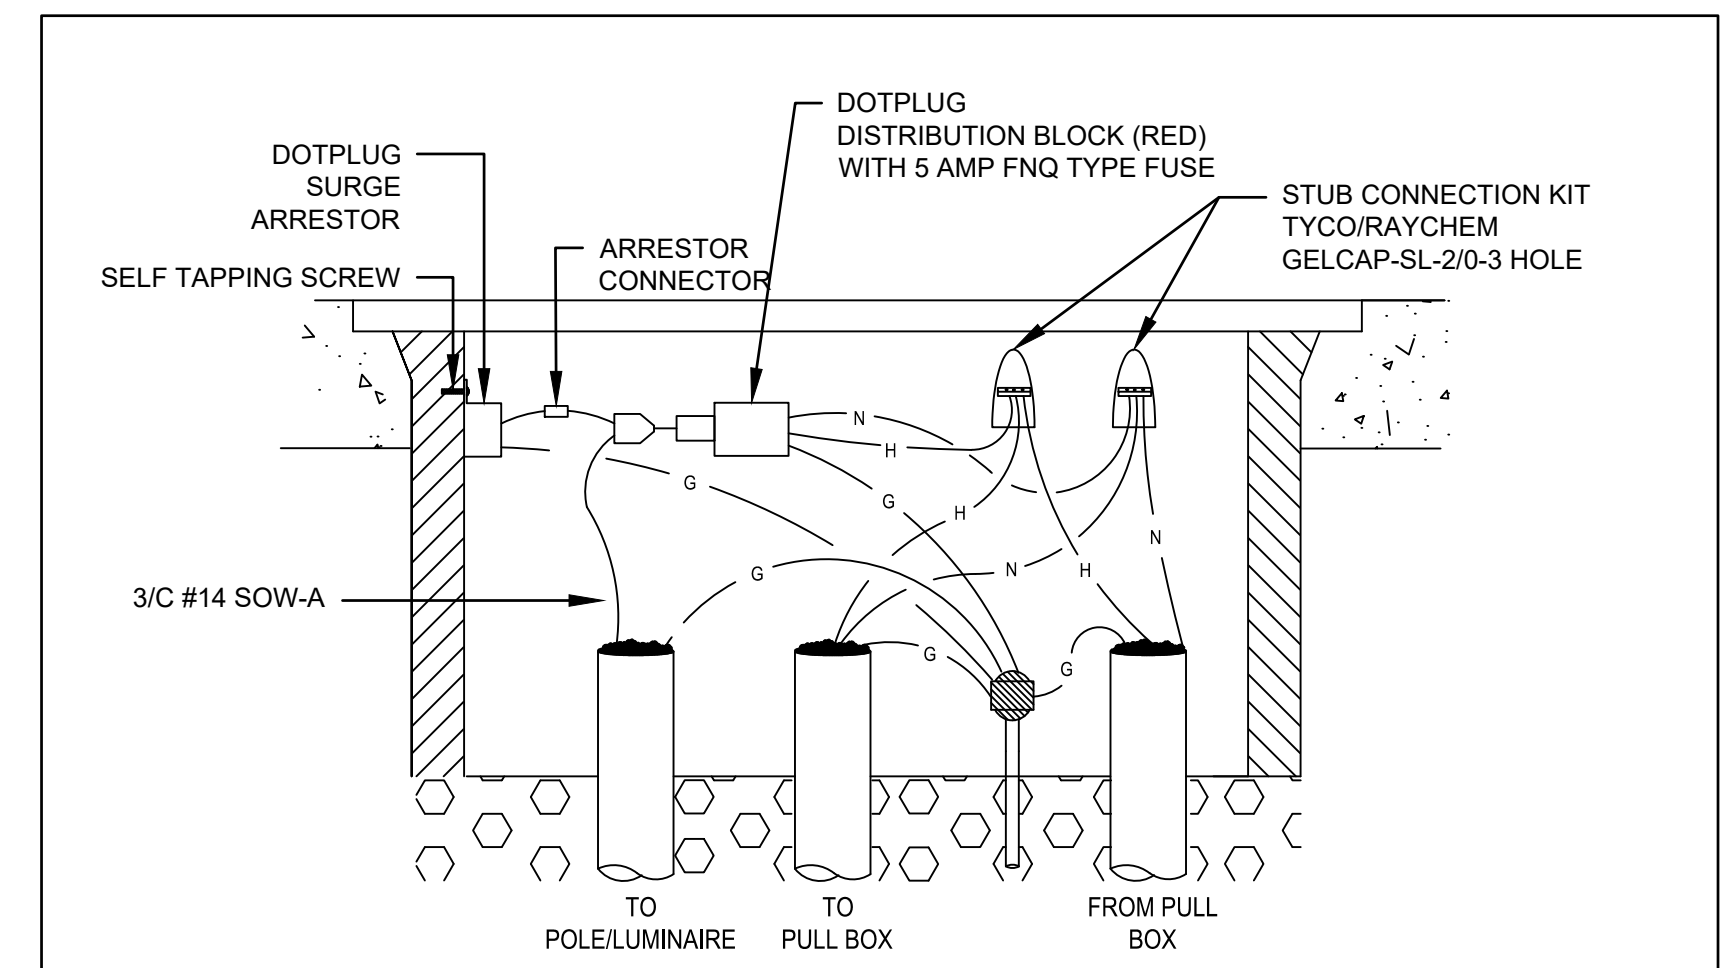 DOTPLUG
DISTRIBUTION BLOCK (RED)
WITH 5 AMP FNQ TYPE FUSE
DOTPLUG
SURGE
ARRESTOR
STUB CONNECTION KIT
TYCO/RAYCHEM
GELCAP-SL-2/0-3 HOLE
ARRESTOR
CONNECTOR
SELF TAPPING SCREW
N
H
G
G
H
N
G
N
H
3/C #14 SOW-A
G
G
TO
POLE/LUMINAIRE
TO
PULL BOX
FROM PULL
BOX